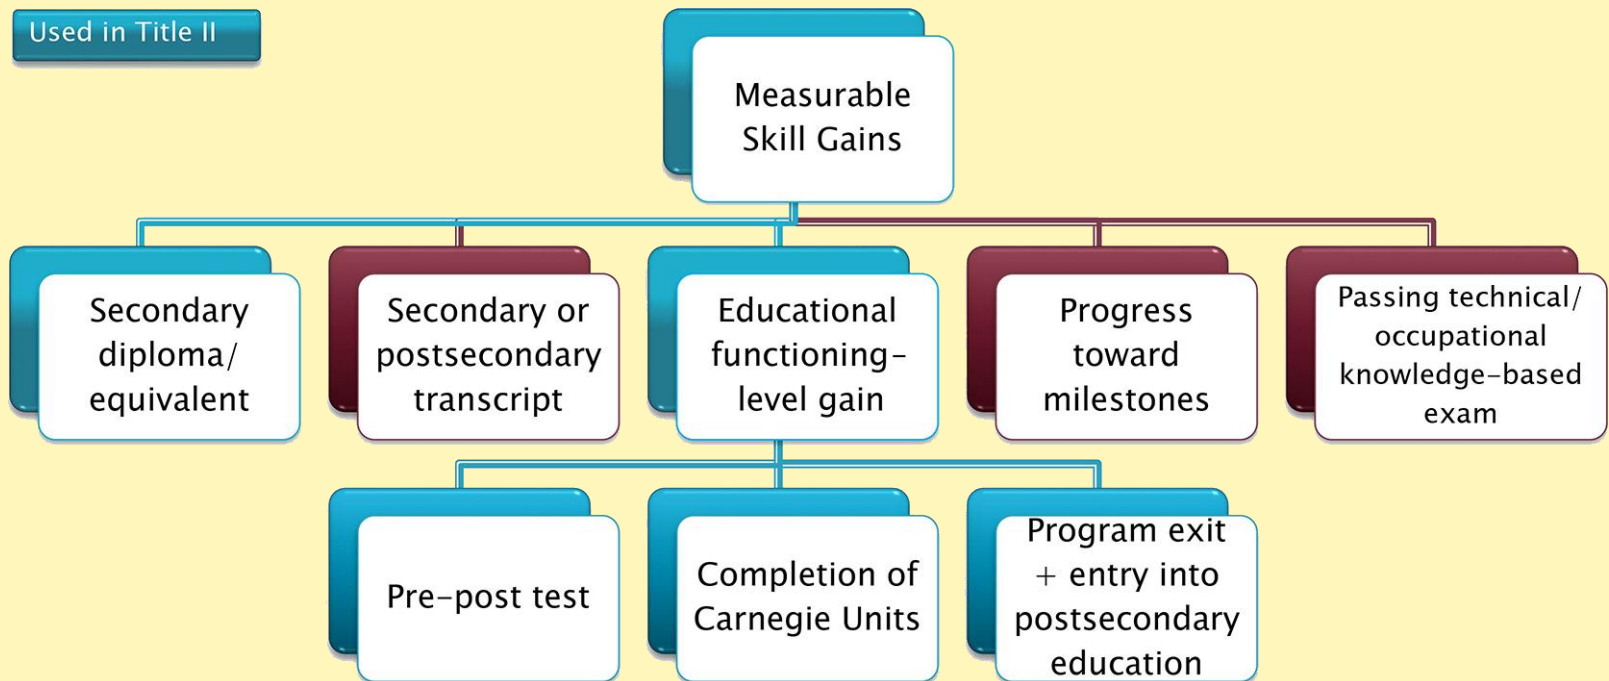 Used in Title II
Measurable
Skill Gains
Secondary
diploma/
equivalent
Secondary or
postsecondary
transcript
Educational
functioning-
level gain
Progress
toward
milestones
Passing technical/
occupational
knowledge-based
exam
Pre-post test
Completion of
Carnegie Units
Program exit
+ entry into
postsecondary
education